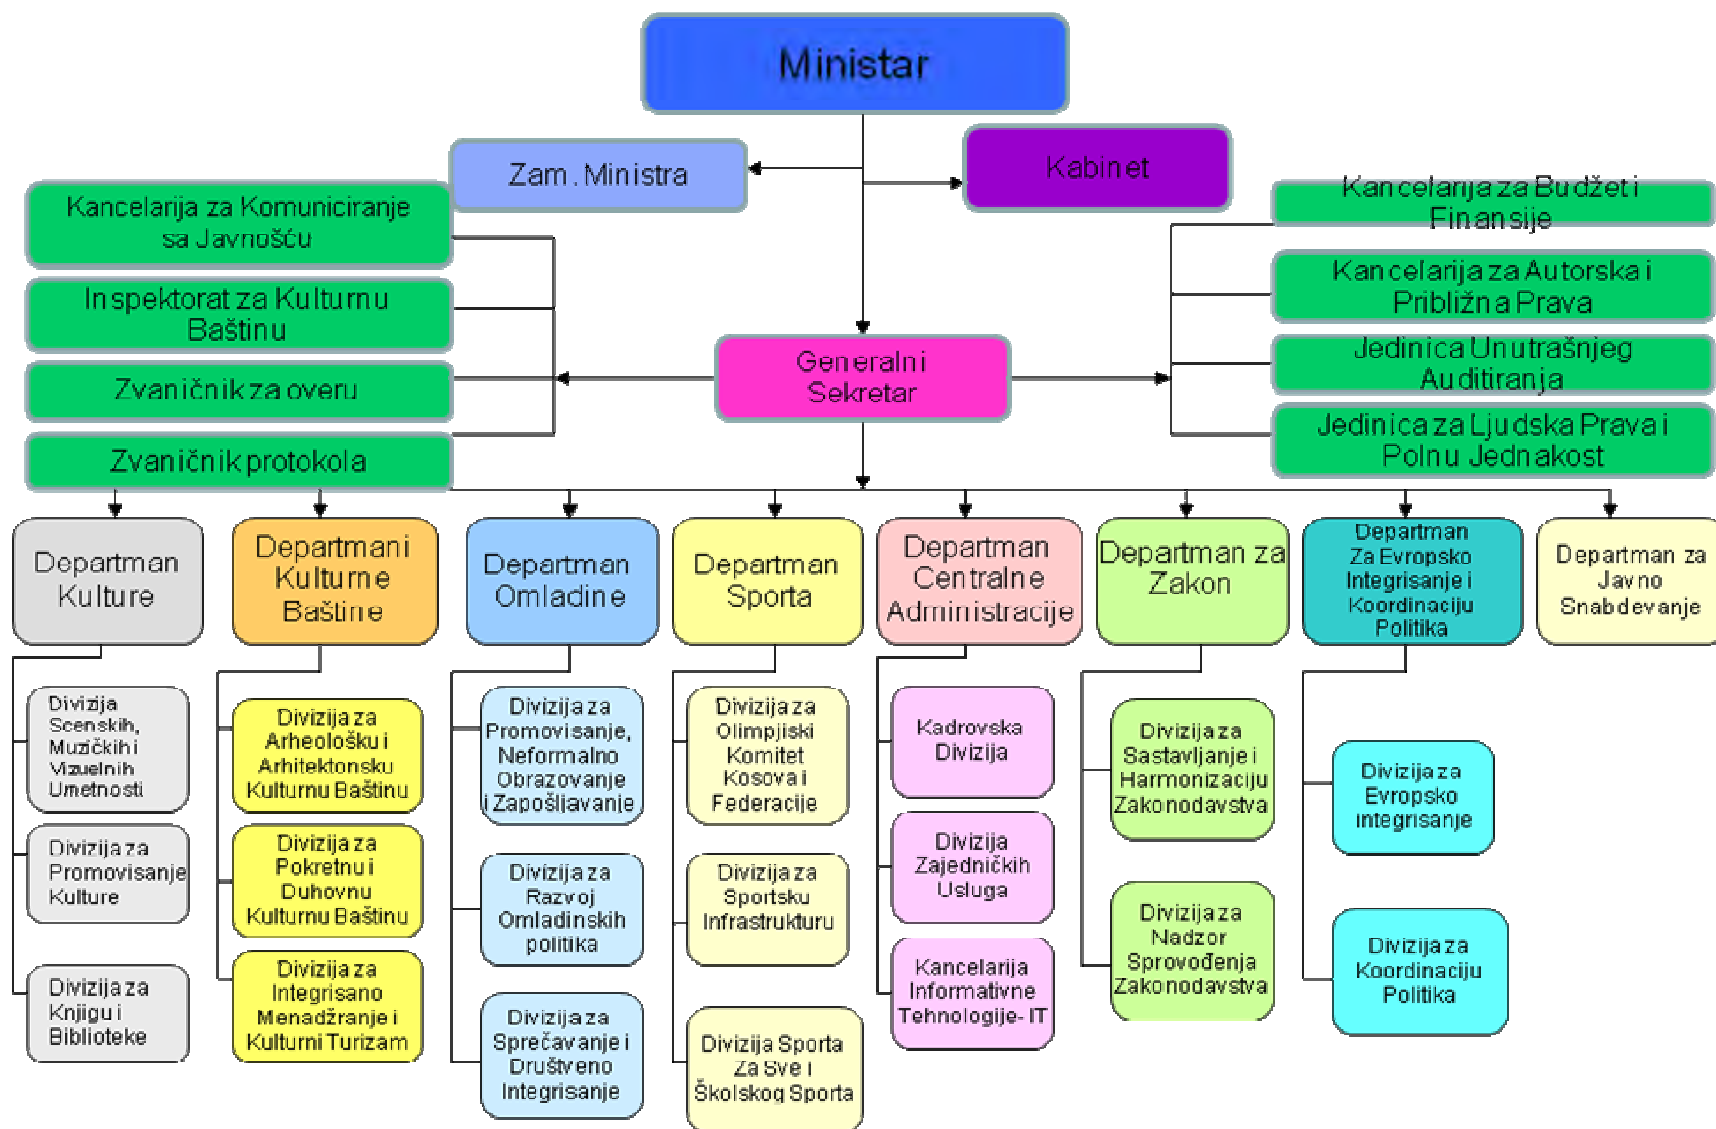 Ministar
Zam. Ministra
Kabinet
Kancelarija za Komuniciranje
sa Javnošću
Inspektorat za Kulturnu
Baštinu
Zvaničnik za overu
Zvaničnik protokola
Generalni
Sekretar
Kancelarija za Budžet i
Finansije
Kancelarija za Autorska i
Približna Prava
Jedinica Unutrašnjeg
Auditiranja
Jedinica za Ljudska Prava i
Polnu Jednakost
Departman
Kulture
Departmani
Kulturne
Baštine
Departman
Omladine
Departman
Sporta
Departman
Centralne
Administracije
Departman za
Zakon
Departman
Za Evropsko
Integrisanje i
Koordinaciju
Politika
Departman za
Javno
Snabdevanje
Divizija
Scenskih,
Muzičkih i
Vizuelnih
Umetnosti
Divizija za
Promovisanje
Kulture
Divizija za
Knjigu i
Biblioteke
Divizija za
Arheološku i
Arhitektonsku
Kulturnu Baštinu
Divizija za
Pokretnu i
Duhovnu
Kulturnu Baštinu
Divizija za
Integrisano
Menadžranje i
Kulturni Turizam
Divizija za
Promovisanje,
Neformalno
Obrazovanje
i Zapošljavanje
Divizija za
Razvoj
Omladinskih
politika
Divizija za
Sprečavanje i
Društveno
Integrisanje
Divizija za
Olimpjiski
Komitet
Kosova i
Federacije
Divizija za
Sportsku
Infrastrukturu
Divizija Sporta
Za Sve i
Školskog Sporta
Kadrovska
Divizija
Divizija
Zajedničkih
Usluga
Kancelarija
Informativne
Tehnologije- IT
Divizija za
Sastavljanje i
Harmonizaciju
Zakonodavstva
Divizija za
Nadzor
Sprovođenja
Zakonodavstva
Divizija za
Evropsko
integrisanje
Divizija za
Koordinaciju
Politika